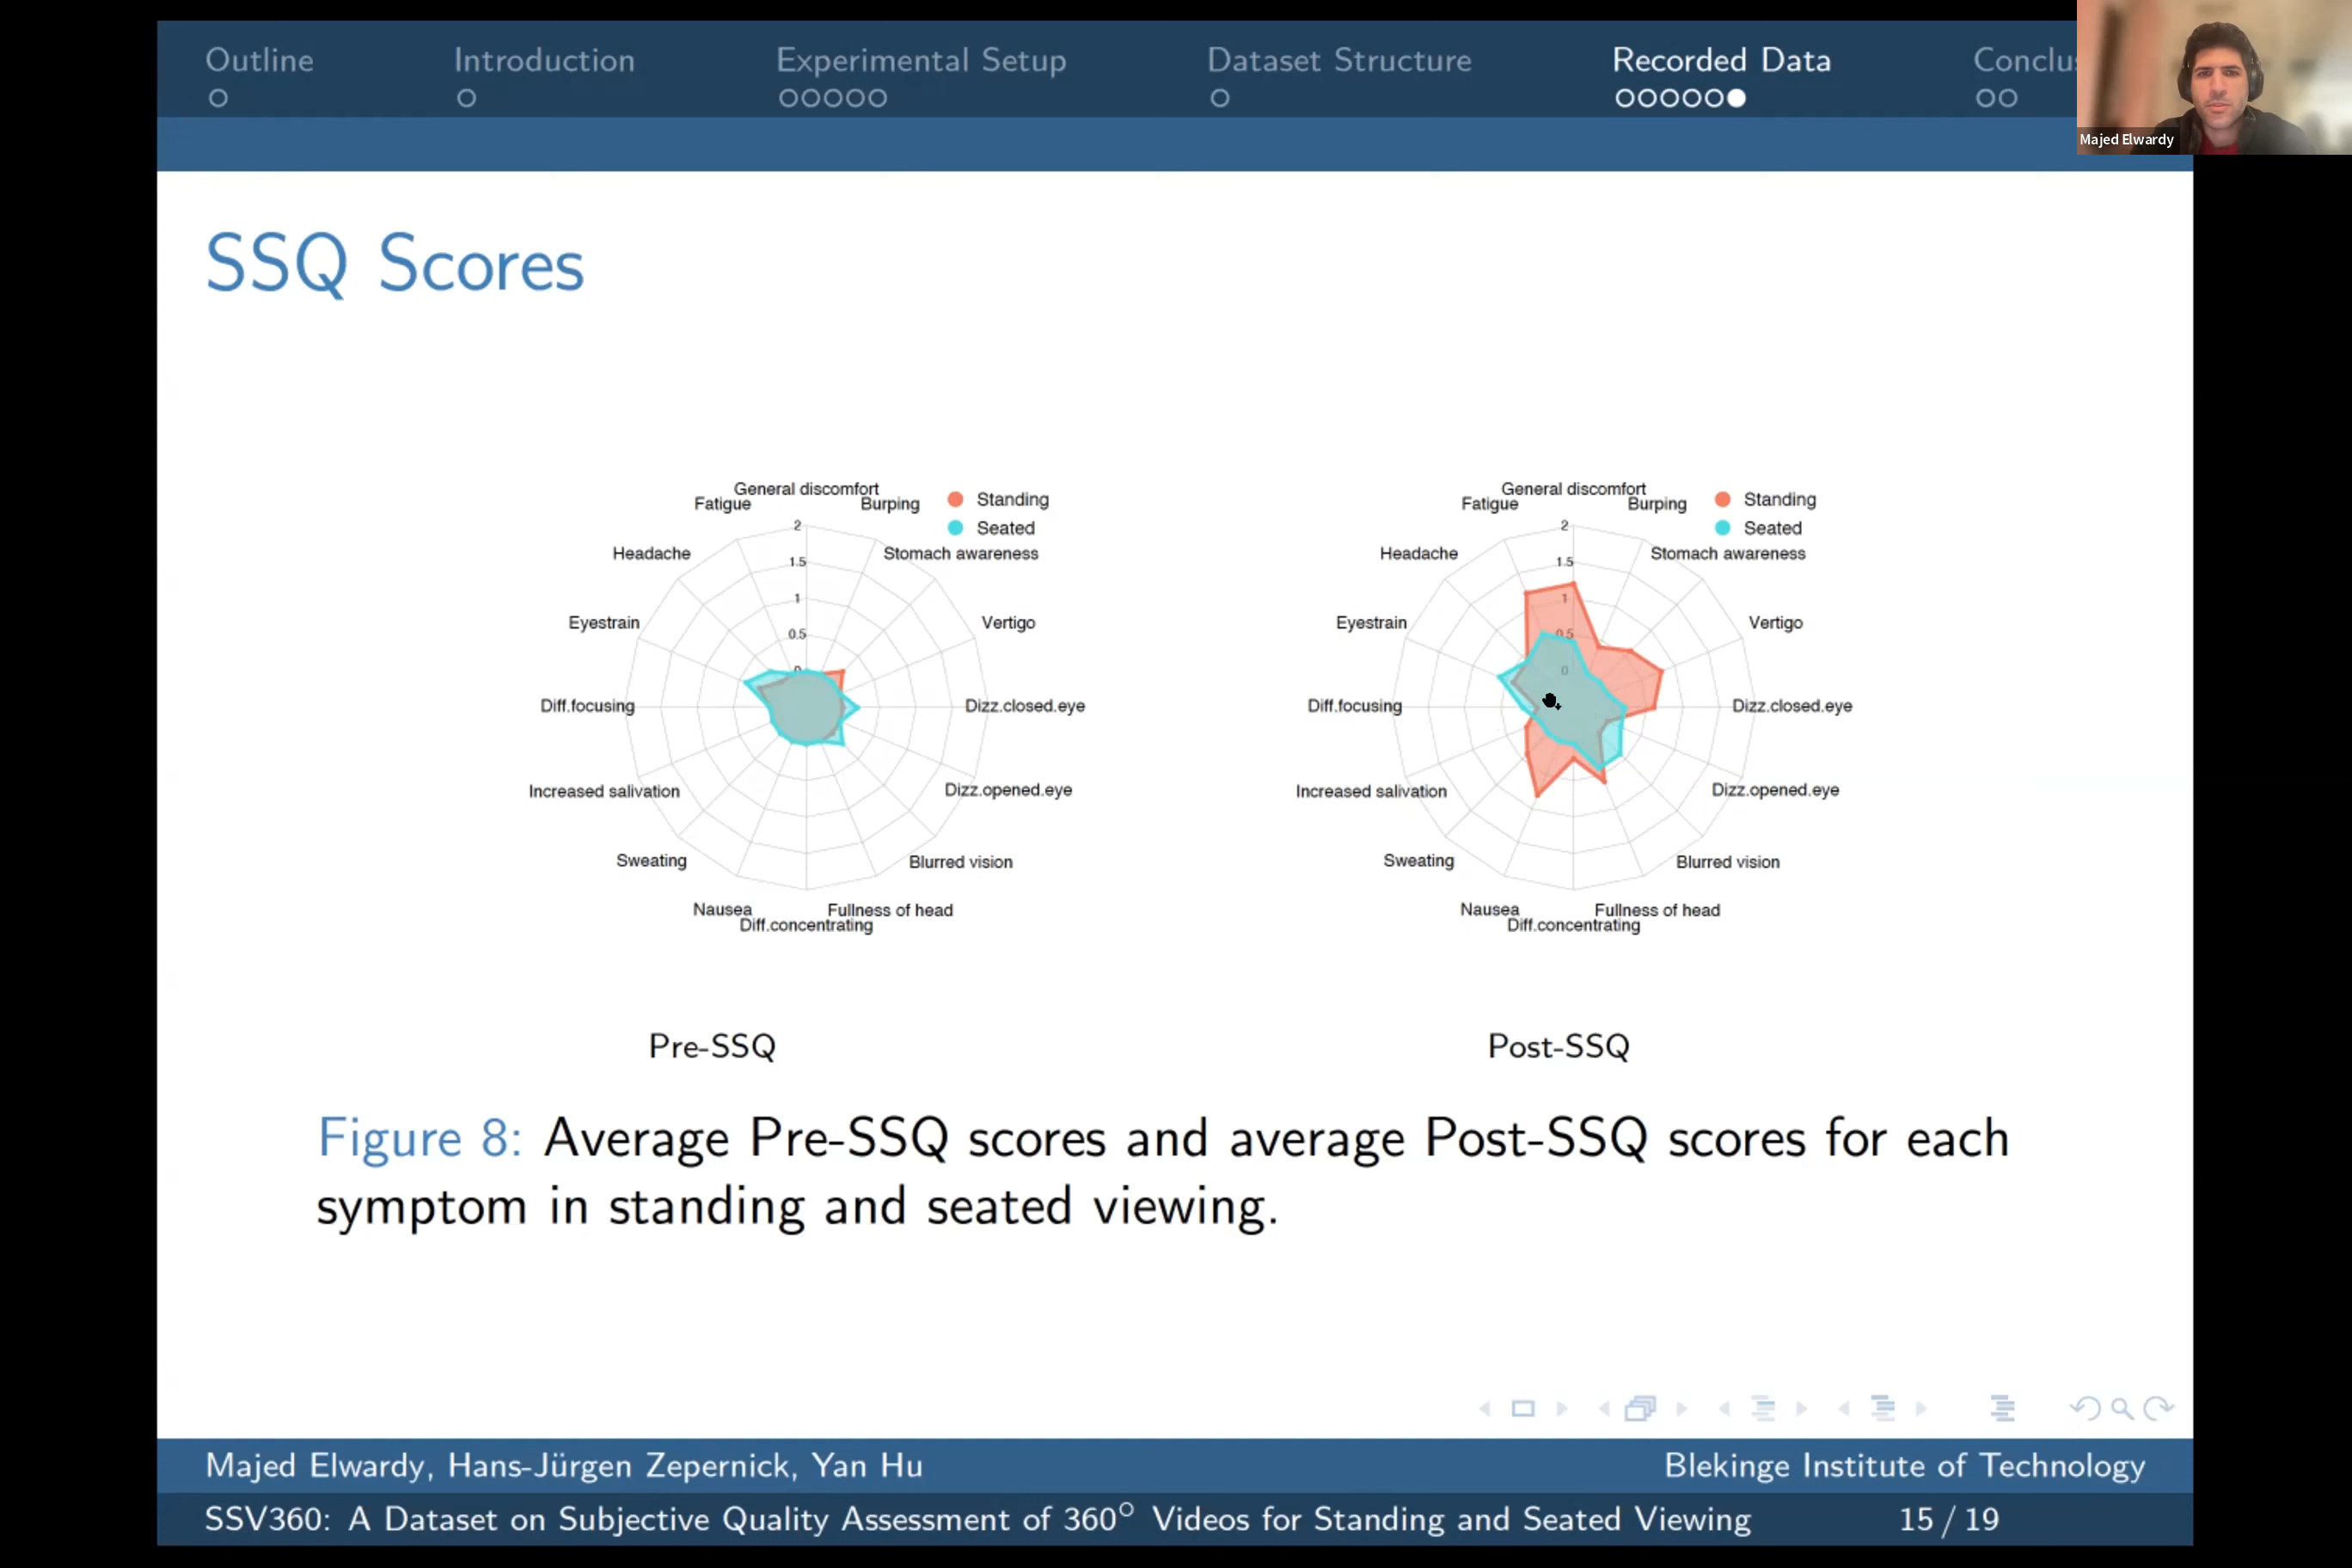 Outline Introduction Experimental Setup Dataset Structure Recorded Data Conclu
Majed Elwardy
SSQ Scores
General discomfort
Fatigue
Burping
Standing
Seated
Headache
Stomach awareness
2
1.5
1
0.5
0
Eyestrain
Vertigo
Diff.focusing
Dizz.closed.eye
Increased salivation
Dizz.opened.eye
Sweating
Blurred vision
Nausea
Fullness of head
Diff.concentrating
Pre-SSQ
General discomfort
Fatigue
Burping
Standing
Seated
Headache
Stomach awareness
2
1.5
1
0.5
0
Eyestrain
Vertigo
Diff.focusing
Dizz.closed.eye
Increased salivation
Dizz.opened.eye
Sweating
Blurred vision
Nausea
Fullness of head
Diff.concentrating
Post-SSQ
Figure 8: Average Pre-SSQ scores and average Post-SSQ scores for each
symptom in standing and seated viewing.
Majed Elwardy, Hans-Jürgen Zepernick, Yan Hu Blekinge Institute of Technology
SSV360: A Dataset on Subjective Quality Assessment of 360° Videos for Standing and Seated Viewing 15 / 19